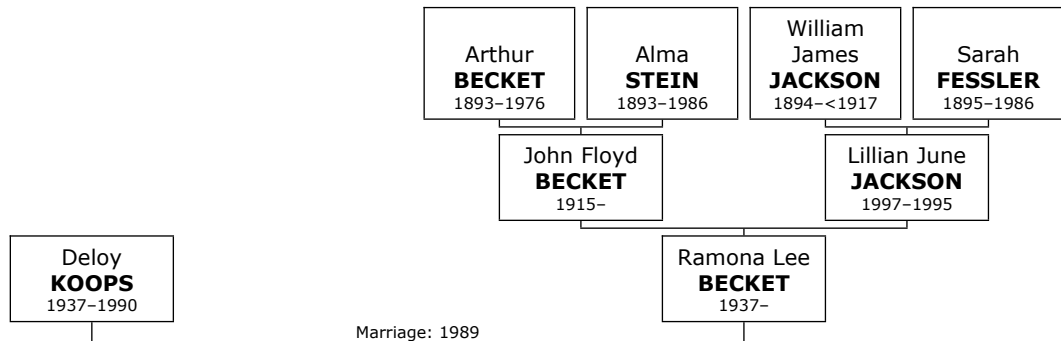 Arthur
BECKET
1893–1976
Alma
STEIN
1893–1986
William
James
JACKSON
1894–<1917
Sarah
FESSLER
1895–1986
John Floyd
BECKET
1915–
Lillian June
JACKSON
1997–1995
Deloy
KOOPS
1937–1990
Ramona Lee
BECKET
1937–
Marriage: 1989